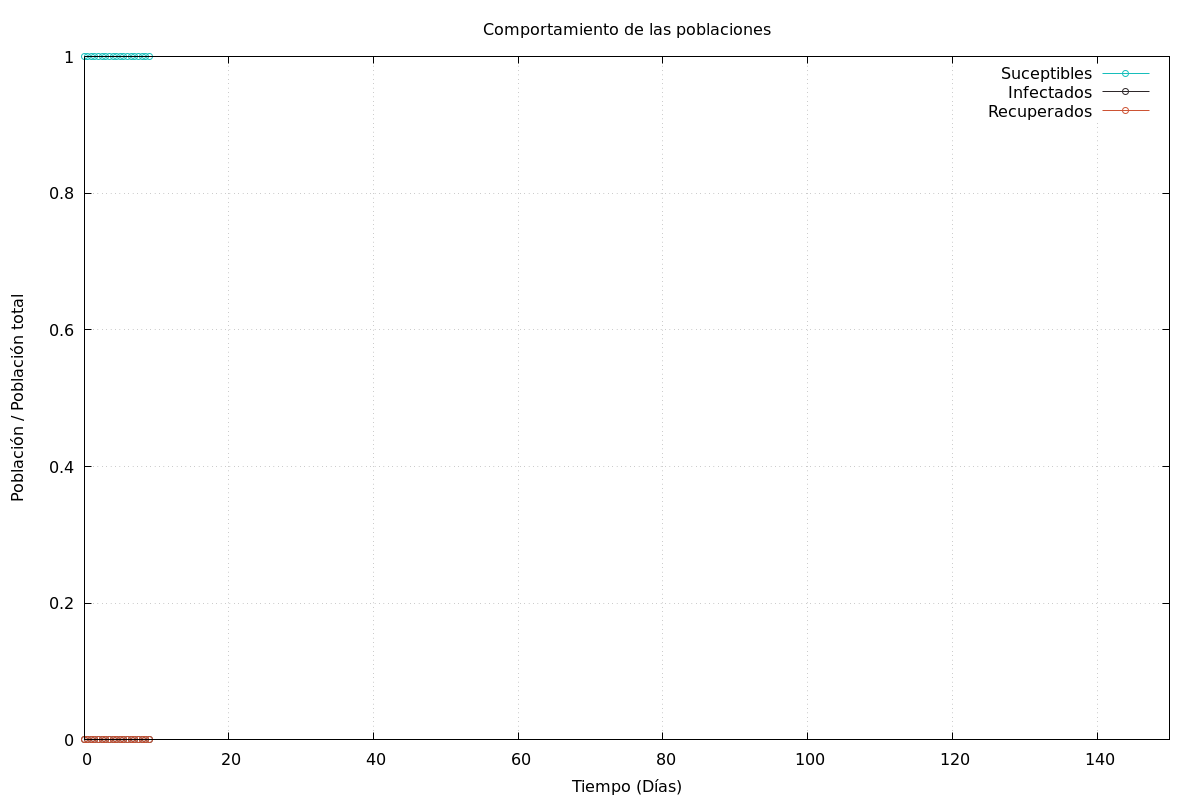 Comportamiento de las poblaciones
1
0.8
0.6
0.4
0.2
0
Suceptibles
Infectados
Recuperados
Población / Población total
0 20 40 60 80 100 120 140
Tiempo (Días)